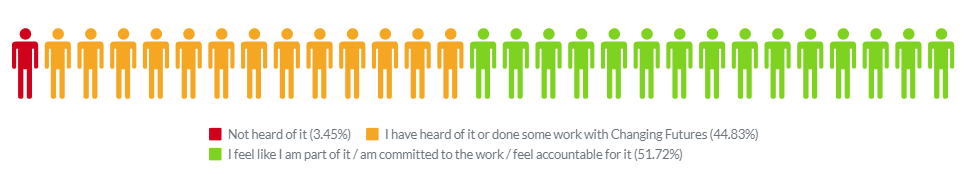 Not heard of it (3.45%) I have heard of it or done some work with Changing Futures (44.83%)
I feel like I am part of it / am committed to the work / feel accountable for it (51.72%)